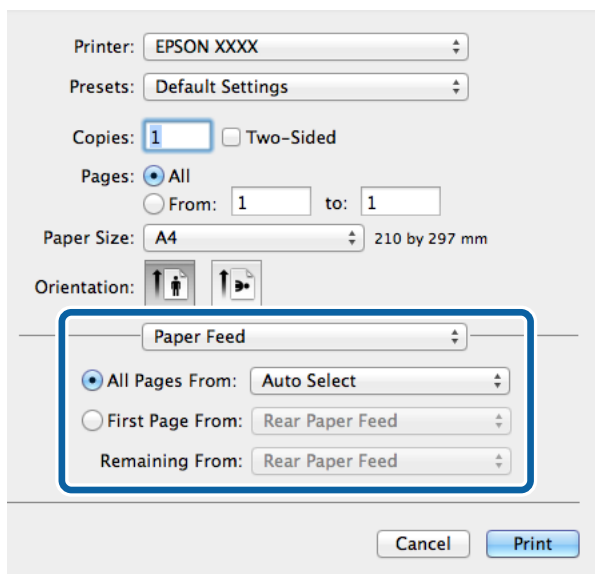 Printer: EPSON XXXX
Presets: Default Settings
Copies: 1 Two-Sided
Pages: All
From: 1 to: 1
Paper Size: A4 210 by 297 mm
Orientation:
Paper Feed
All Pages From: Auto Select
First Page From: Rear Paper Feed
Remaining From: Rear Paper Feed
Cancel Print